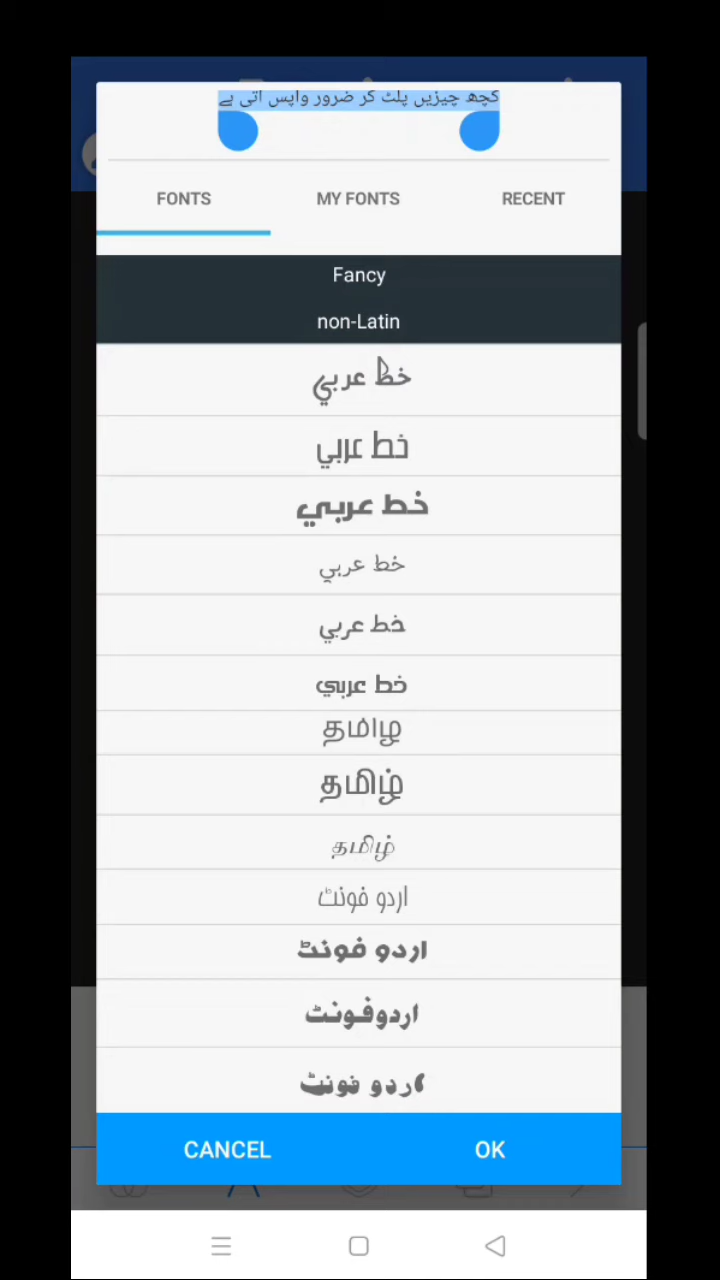 کچھ چیزیں پلٹ کر ضرور واپس اتی ہے
FONTS
MY FONTS
RECENT
Fancy
non-Latin
خط عربي
خط عربي
خط عربي
خط عربي
خط عربي
خط عربي
தமிழ்
தமிழ்
தமிழ்
اردو فونٹ
اردو فونٹ
اردوفونٹ
اردو فونٹ
CANCEL
OK